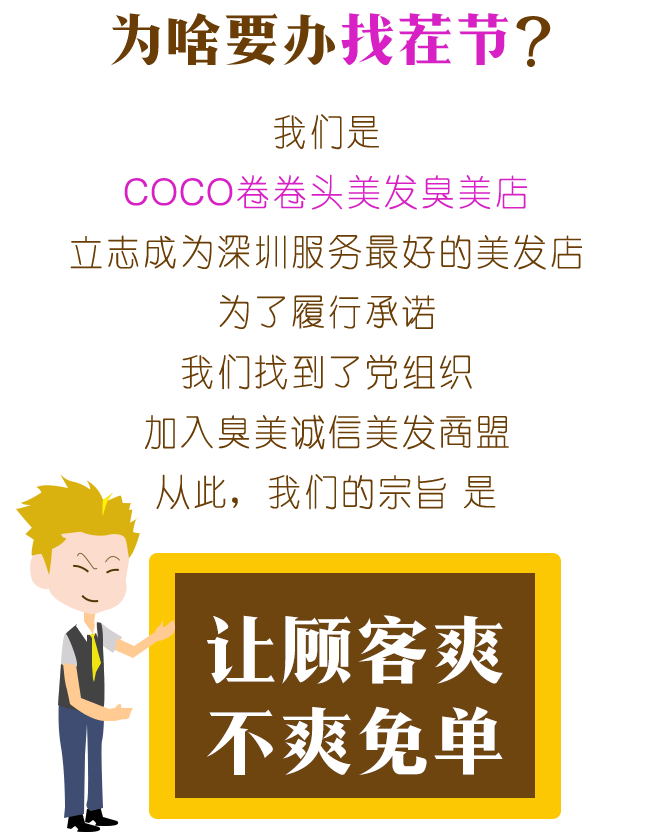 为啥要办找茬节?
我们是
COCO卷卷头美发臭美店
立志成为深圳服务最好的美发店
为了履行承诺
我们找到了党组织
加入臭美诚信美发商盟
从此，我们的宗旨 是
让顾客爽
不爽免单